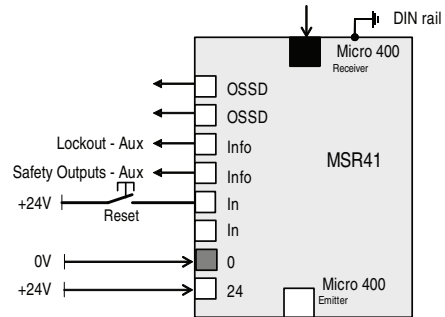 DIN rail
Micro 400
Receiver
OSSD
OSSD
Lockout - Aux Info
MSR41
Safety Outputs - Aux Info
+24V Reset In
In
0V 0
Micro 400
Emitter
+24V 24